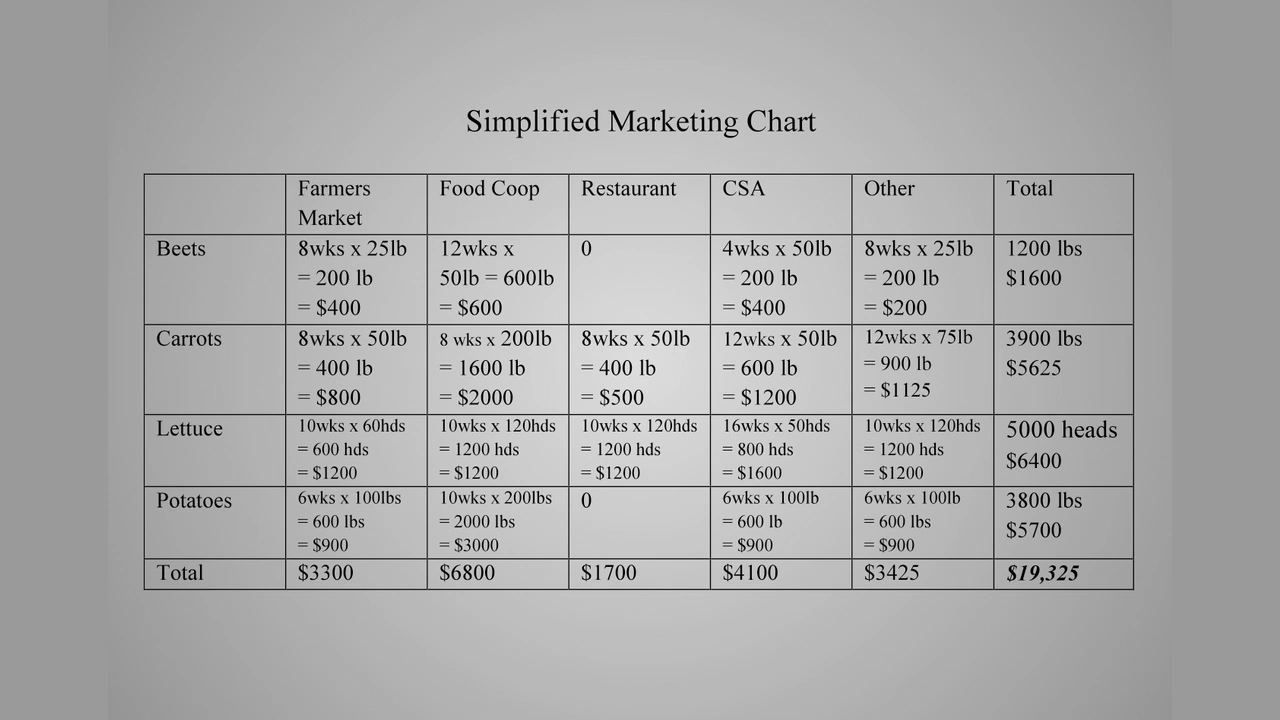 Simplified Marketing Chart
Farmers
Market
Food Coop
Restaurant
CSA
Other
Total
Beets
8wks x 25lb
= 200 lb
= $400
12wks x
50lb = 600lb
= $600
0
4wks x 50lb
= 200 lb
= $400
8wks x 25lb
= 200 lb
= $200
1200 lbs
$1600
Carrots
8wks x 50lb
= 400 lb
= $800
8 wks x 200lb
= 1600 lb
= $2000
8wks x 50lb
= 400 lb
= $500
12wks x 50lb
= 600 lb
= $1200
12wks x 75lb
= 900 lb
= $1125
3900 lbs
$5625
Lettuce
10wks x 60hds
= 600 hds
= $1200
10wks x 120hds
= 1200 hds
= $1200
10wks x 120hds
= 1200 hds
= $1200
16wks x 50hds
= 800 hds
= $1600
10wks x 120hds
= 1200 hds
= $1200
5000 heads
$6400
Potatoes
6wks x 100lbs
= 600 lbs
= $900
10wks x 200lbs
= 2000 lbs
= $3000
0
6wks x 100lb
= 600 lb
= $900
6wks x 100lb
= 600 lbs
= $900
3800 lbs
$5700
Total
$3300
$6800
$1700
$4100
$3425
$19,325